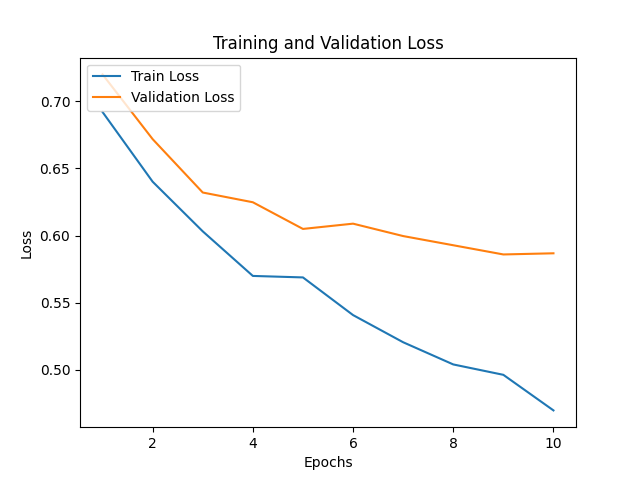 Training and Validation Loss
Train Loss
Validation Loss
0.70
0.65
0.60
0.55
0.50
Loss
2 4 6 8 10
Epochs